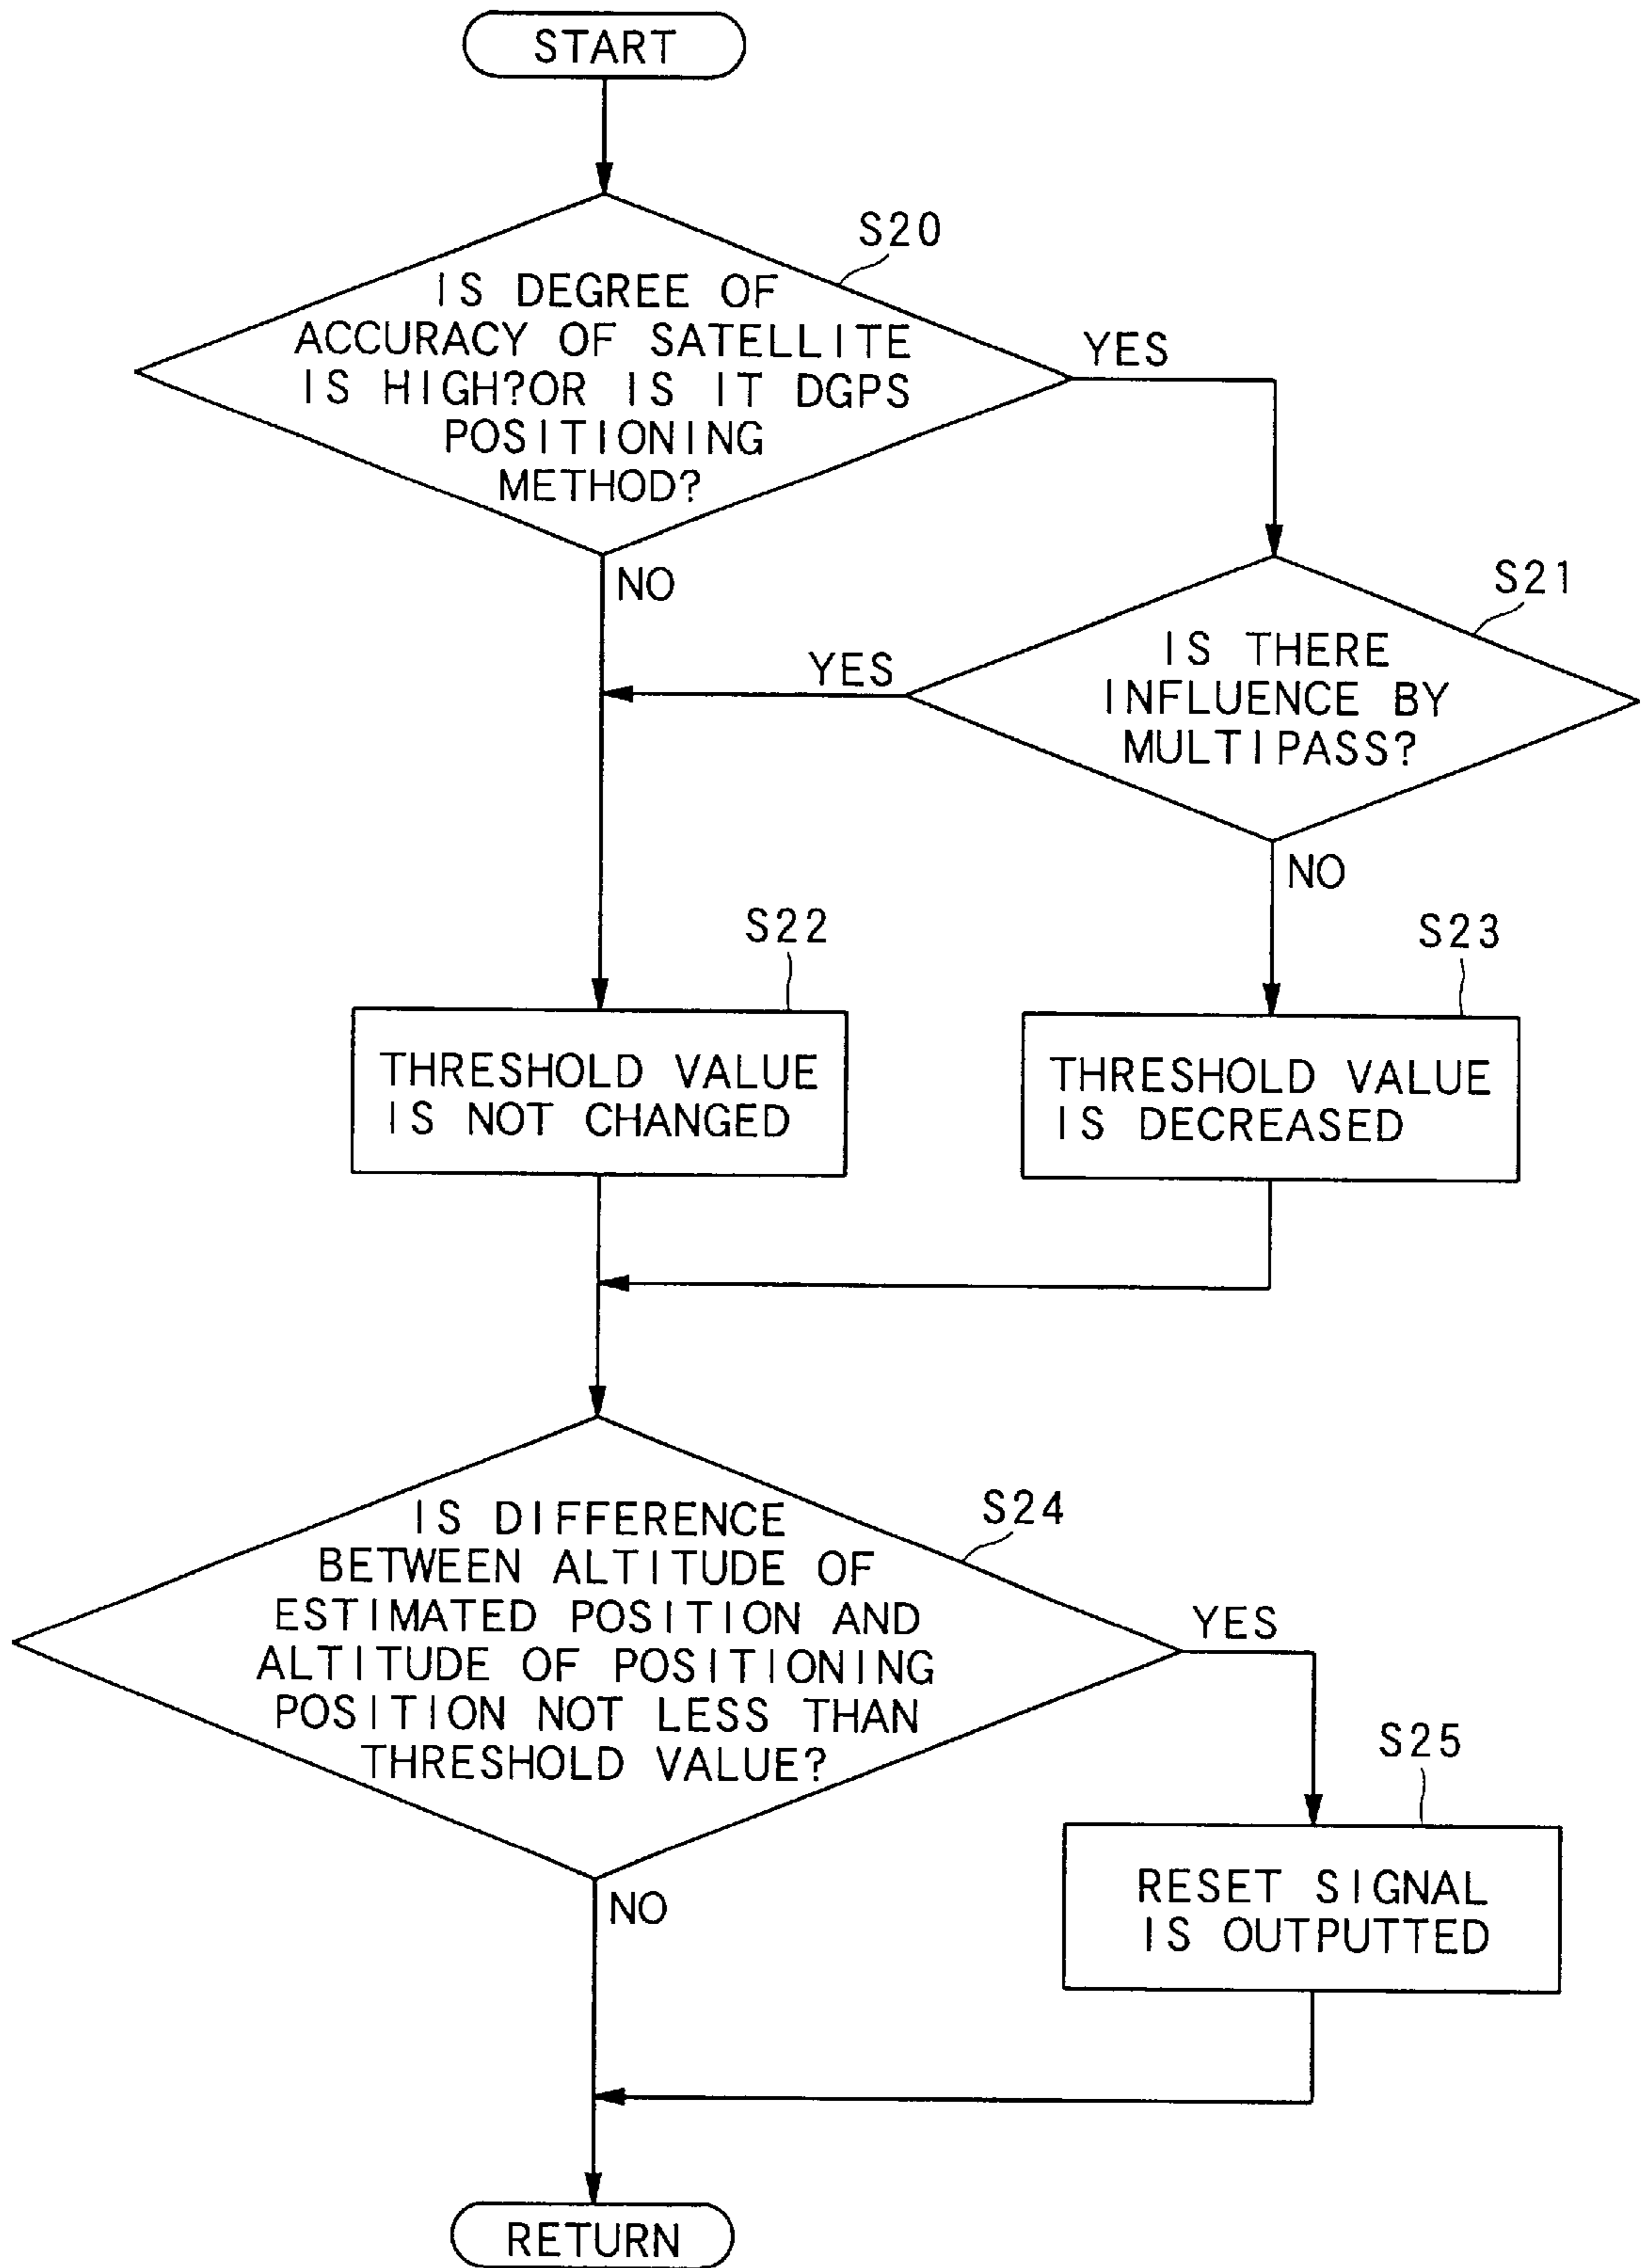 START
S20
IS DEGREE OF
ACCURACY OF SATELLITE
IS HIGH?OR IS IT DGPS
POSITIONING
METHOD?
YES
NO
S21
IS THERE
INFLUENCE BY
MULTIPASS?
YES
NO
S22
THRESHOLD VALUE
IS NOT CHANGED
S23
THRESHOLD VALUE
IS DECREASED
S24
IS DIFFERENCE
BETWEEN ALTITUDE OF
ESTIMATED POSITION AND
ALTITUDE OF POSITIONING
POSITION NOT LESS THAN
THRESHOLD VALUE?
YES
NO
S25
RESET SIGNAL
IS OUTPUTTED
RETURN